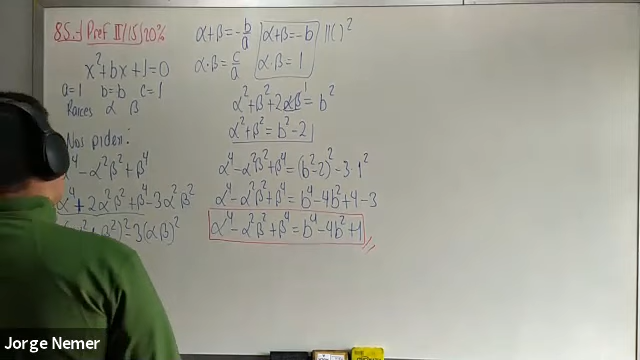 85.-) Pref II/15) 20%
x²+bx+1=0
a=1 b=b c=1
Raices α β
Nos piden:
α⁴-α²β²+β⁴
α⁴+2α²β²+β⁴-3α²β²
²+β²)²-3(αβ)²
α+β=-b/a
α·β=c/a
α+β=-b //( )²
α·β=1
α²+β²+2αβ=b²
α²+β²=b²-2
α⁴-α²β²+β⁴=(b²-2)²-3·1²
α⁴-α²β²+β⁴=b⁴-4b²+4-3
α⁴-α²β²+β⁴=b⁴-4b²+1
Jorge Nemer